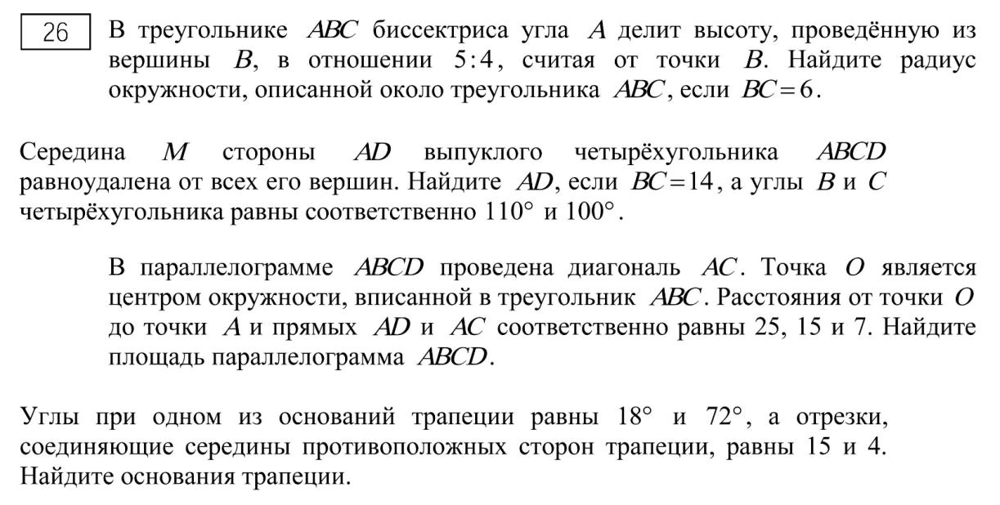 26
В треугольнике ABC биссектриса угла A делит высоту, проведённую из
вершины B, в отношении 5:4, считая от точки B. Найдите радиус
окружности, описанной около треугольника ABC, если BC=6.
Середина M стороны AD выпуклого четырёхугольника ABCD
равноудалена от всех его вершин. Найдите AD, если BC=14, а углы B и C
четырёхугольника равны соответственно 110° и 100°.
В параллелограмме ABCD проведена диагональ AC. Точка O является
центром окружности, вписанной в треугольник ABC. Расстояния от точки O
до точки A и прямых AD и AC соответственно равны 25, 15 и 7. Найдите
площадь параллелограмма ABCD.
Углы при одном из оснований трапеции равны 18° и 72°, а отрезки,
соединяющие середины противоположных сторон трапеции, равны 15 и 4.
Найдите основания трапеции.